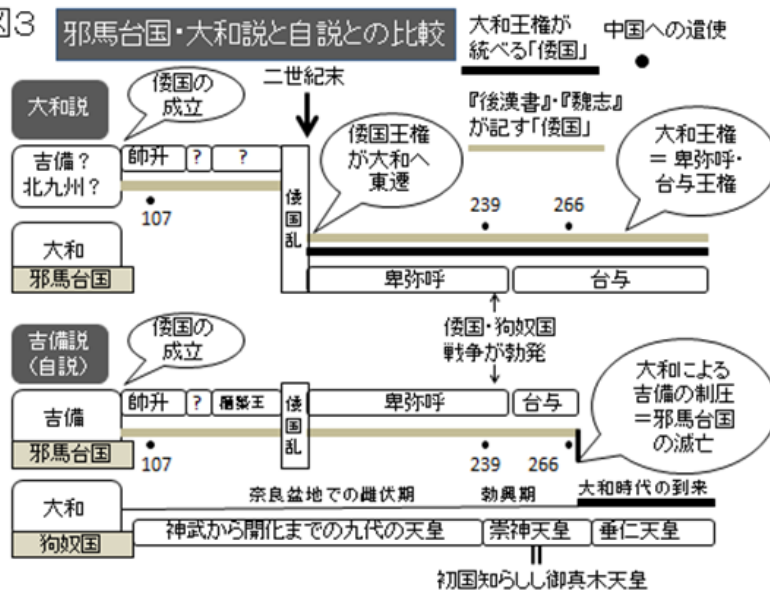 図3
邪馬台国・大和説と自説との比較
大和王権が
統べる「倭国」
中国への遣使
『後漢書』・『魏志』
が記す「倭国」
二世紀末
大和説
倭国の
成立
倭国王権
が大和へ
東遷
大和王権
=卑弥呼・
台与王権
吉備?
北九州?
帥升
?
?
倭国乱
107
239
266
大和
邪馬台国
卑弥呼
台与
倭国・狗奴国
戦争が勃発
吉備説
(自説)
倭国の
成立
大和による
吉備の制圧
=邪馬台国
の滅亡
吉備
邪馬台国
帥升
?
楯築王
倭国乱
卑弥呼
台与
107
239
266
大和
狗奴国
奈良盆地での雌伏期
勃興期
大和時代の到来
神武から開化までの九代の天皇
崇神天皇
垂仁天皇
初国知らしし御真木天皇